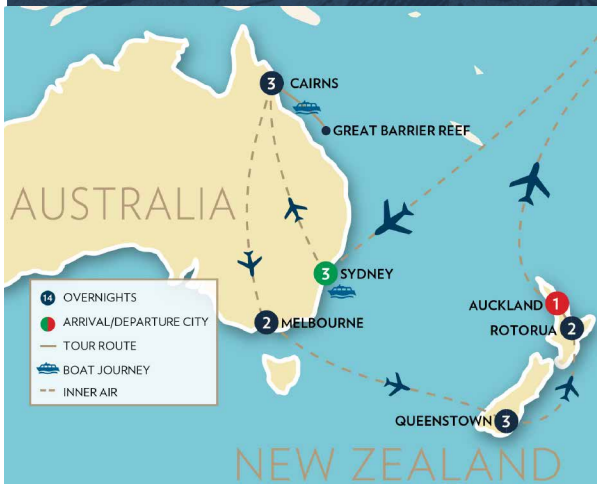 3 CAIRNS
GREAT BARRIER REEF
AUSTRALIA
3 SYDNEY
14 OVERNIGHTS
ARRIVAL/DEPARTURE CITY
TOUR ROUTE
BOAT JOURNEY
INNER AIR
2 MELBOURNE
AUCKLAND 1
ROTORUA 2
QUEENSTOWN 3
NEW ZEALAND